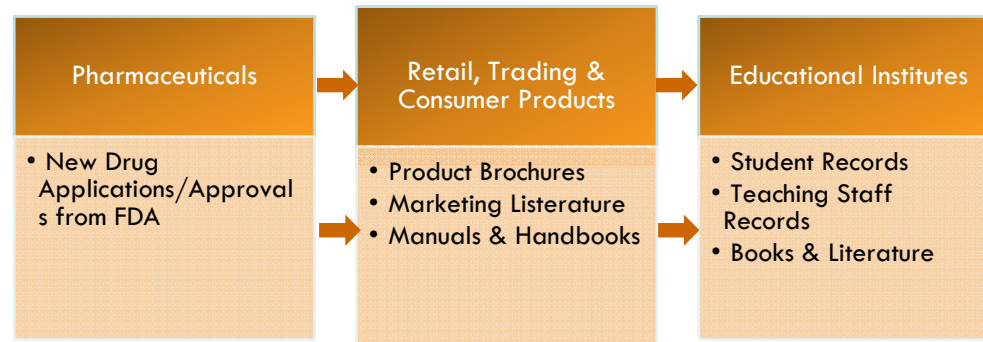 Pharmaceuticals
• New Drug
Applications/Approval
s from FDA
Retail, Trading &
Consumer Products
• Product Brochures
• Marketing Listerature
• Manuals & Handbooks
Educational Institutes
• Student Records
• Teaching Staff
Records
• Books & Literature